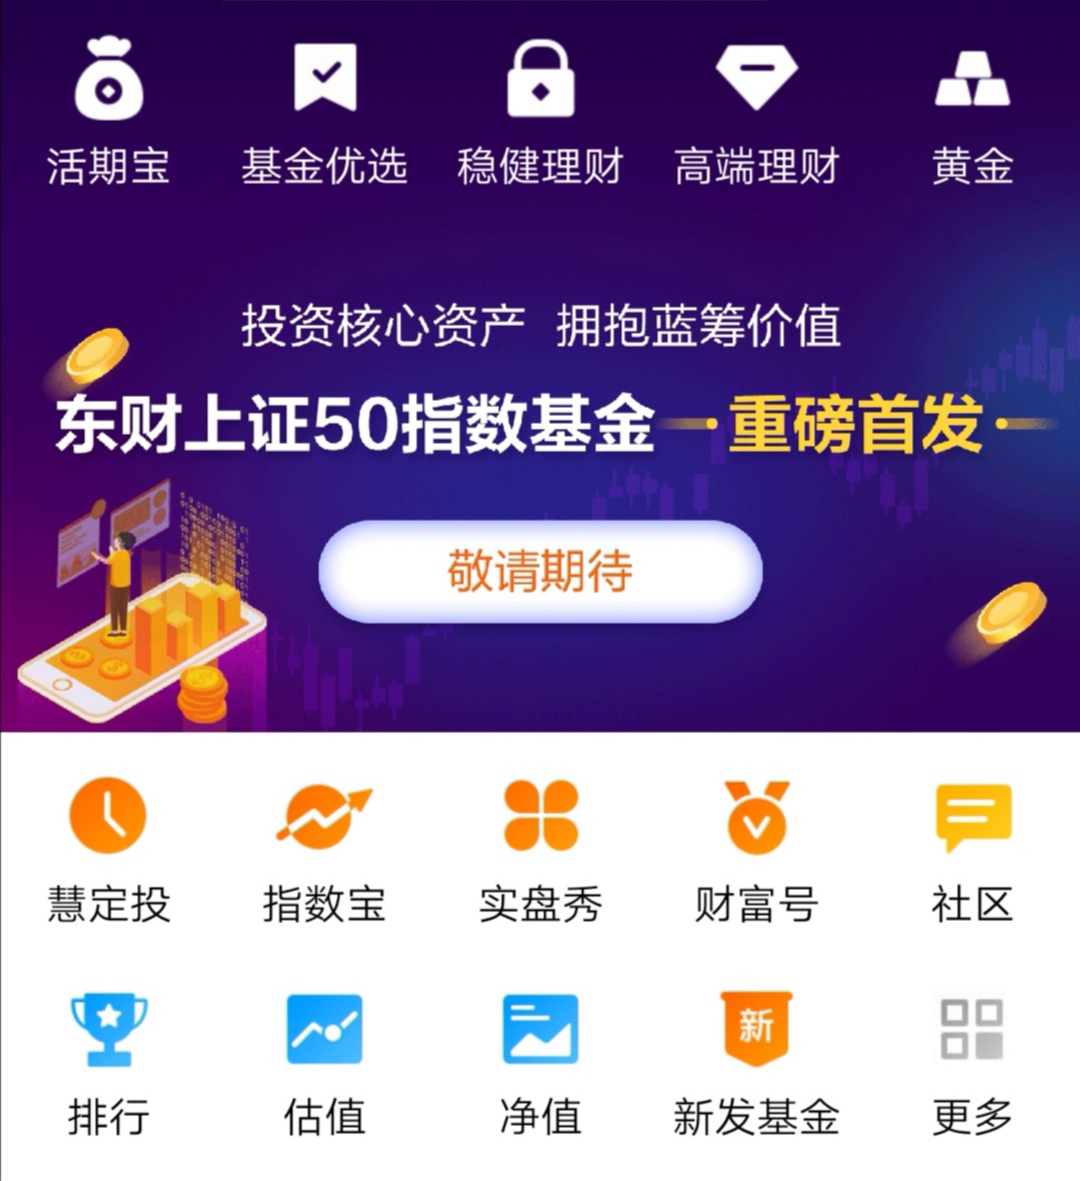 活期宝 基金优选 稳健理财 高端理财 黄金
投资核心资产 拥抱蓝筹价值
东财上证50指数基金 重磅首发
敬请期待
慧定投 指数宝 实盘秀 财富号 社区
新
排行 估值 净值 新发基金 更多